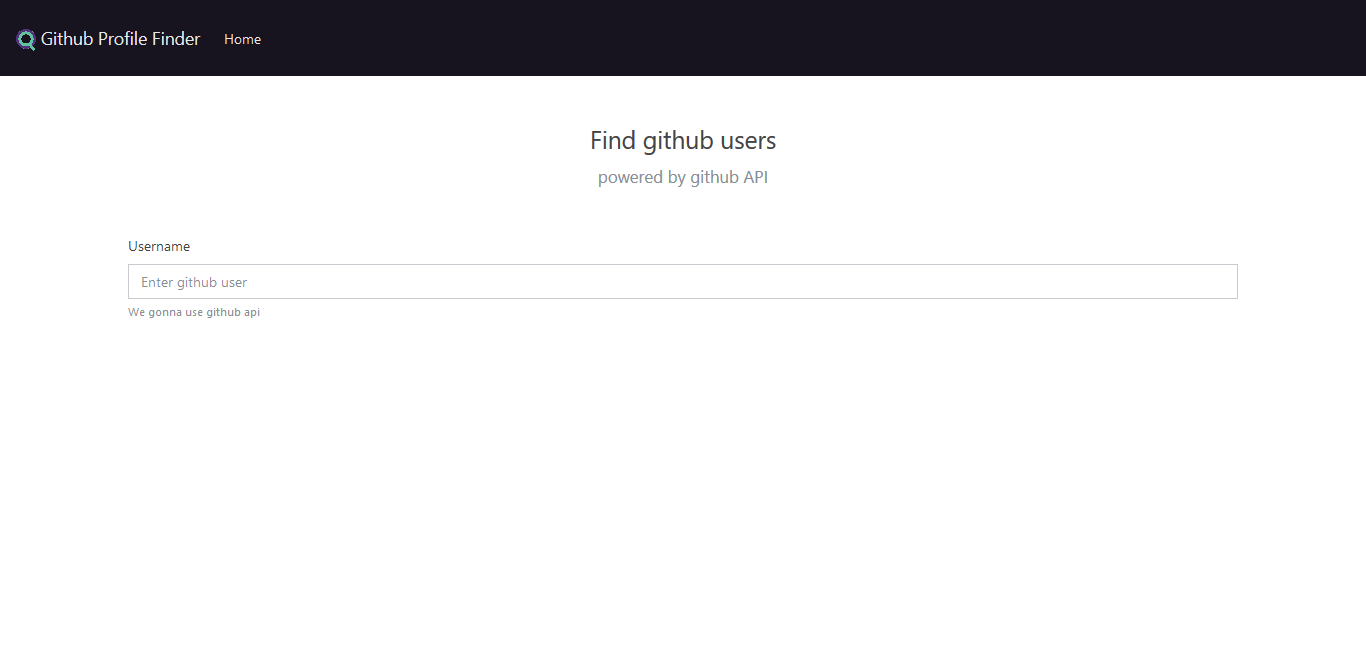 Github Profile Finder Home
Find github users
powered by github API
Username
Enter github user
We gonna use github api